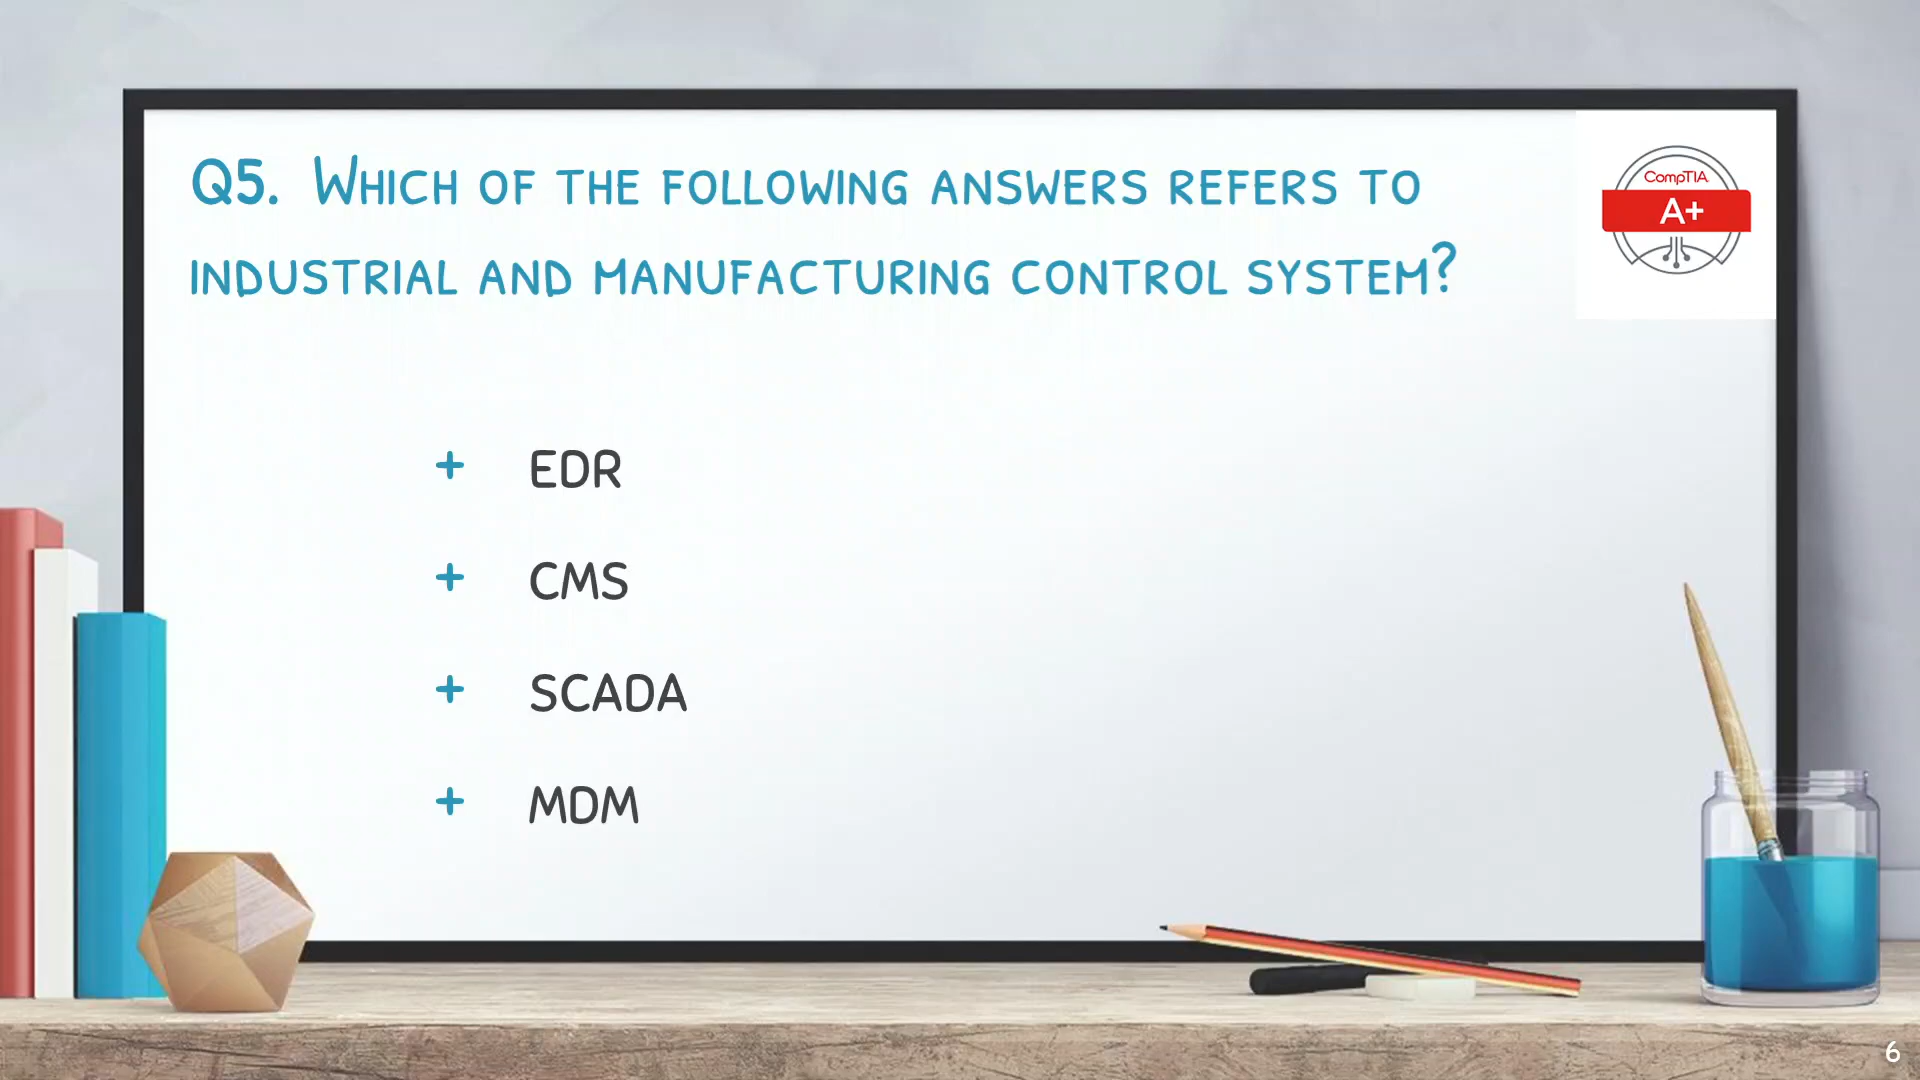 Q5. Which of the following answers refers to
industrial and manufacturing control system?
CompTIA
A+
+ EDR
+ CMS
+ SCADA
+ MDM
6